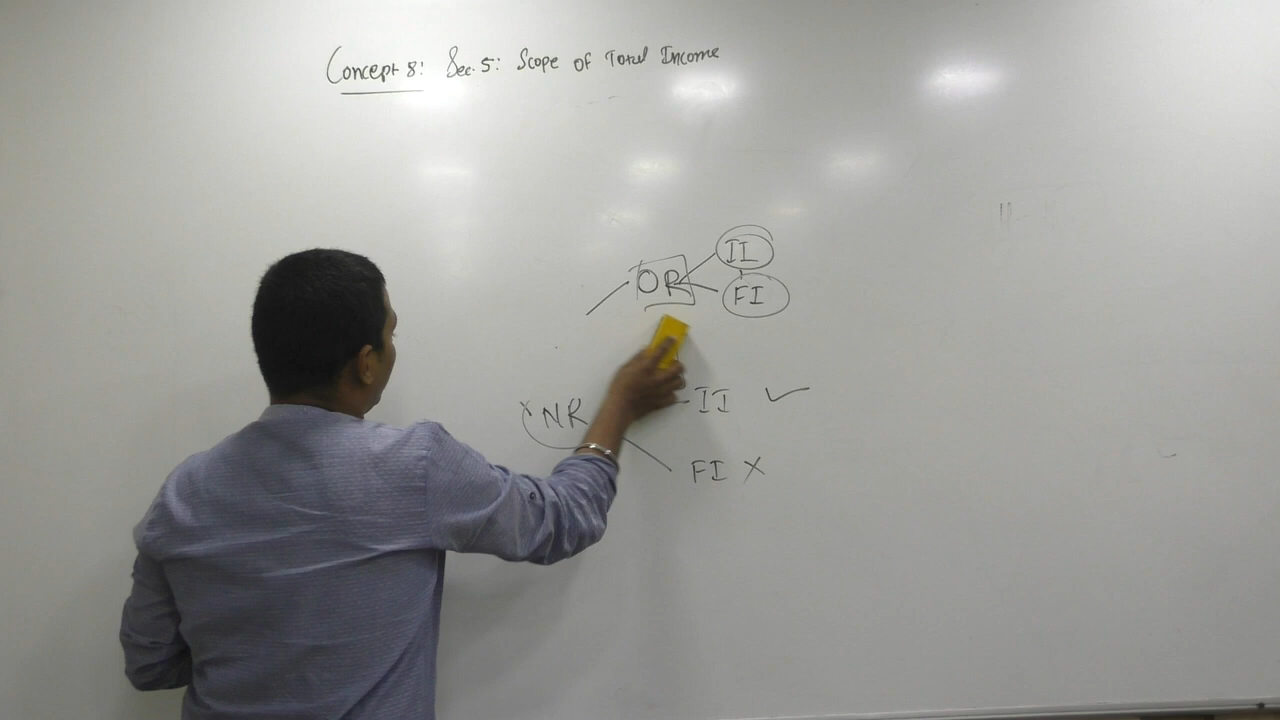 Concept 8: Sec. 5: Scope of Total Income
OR II
FI
x NR II ✓
FI X